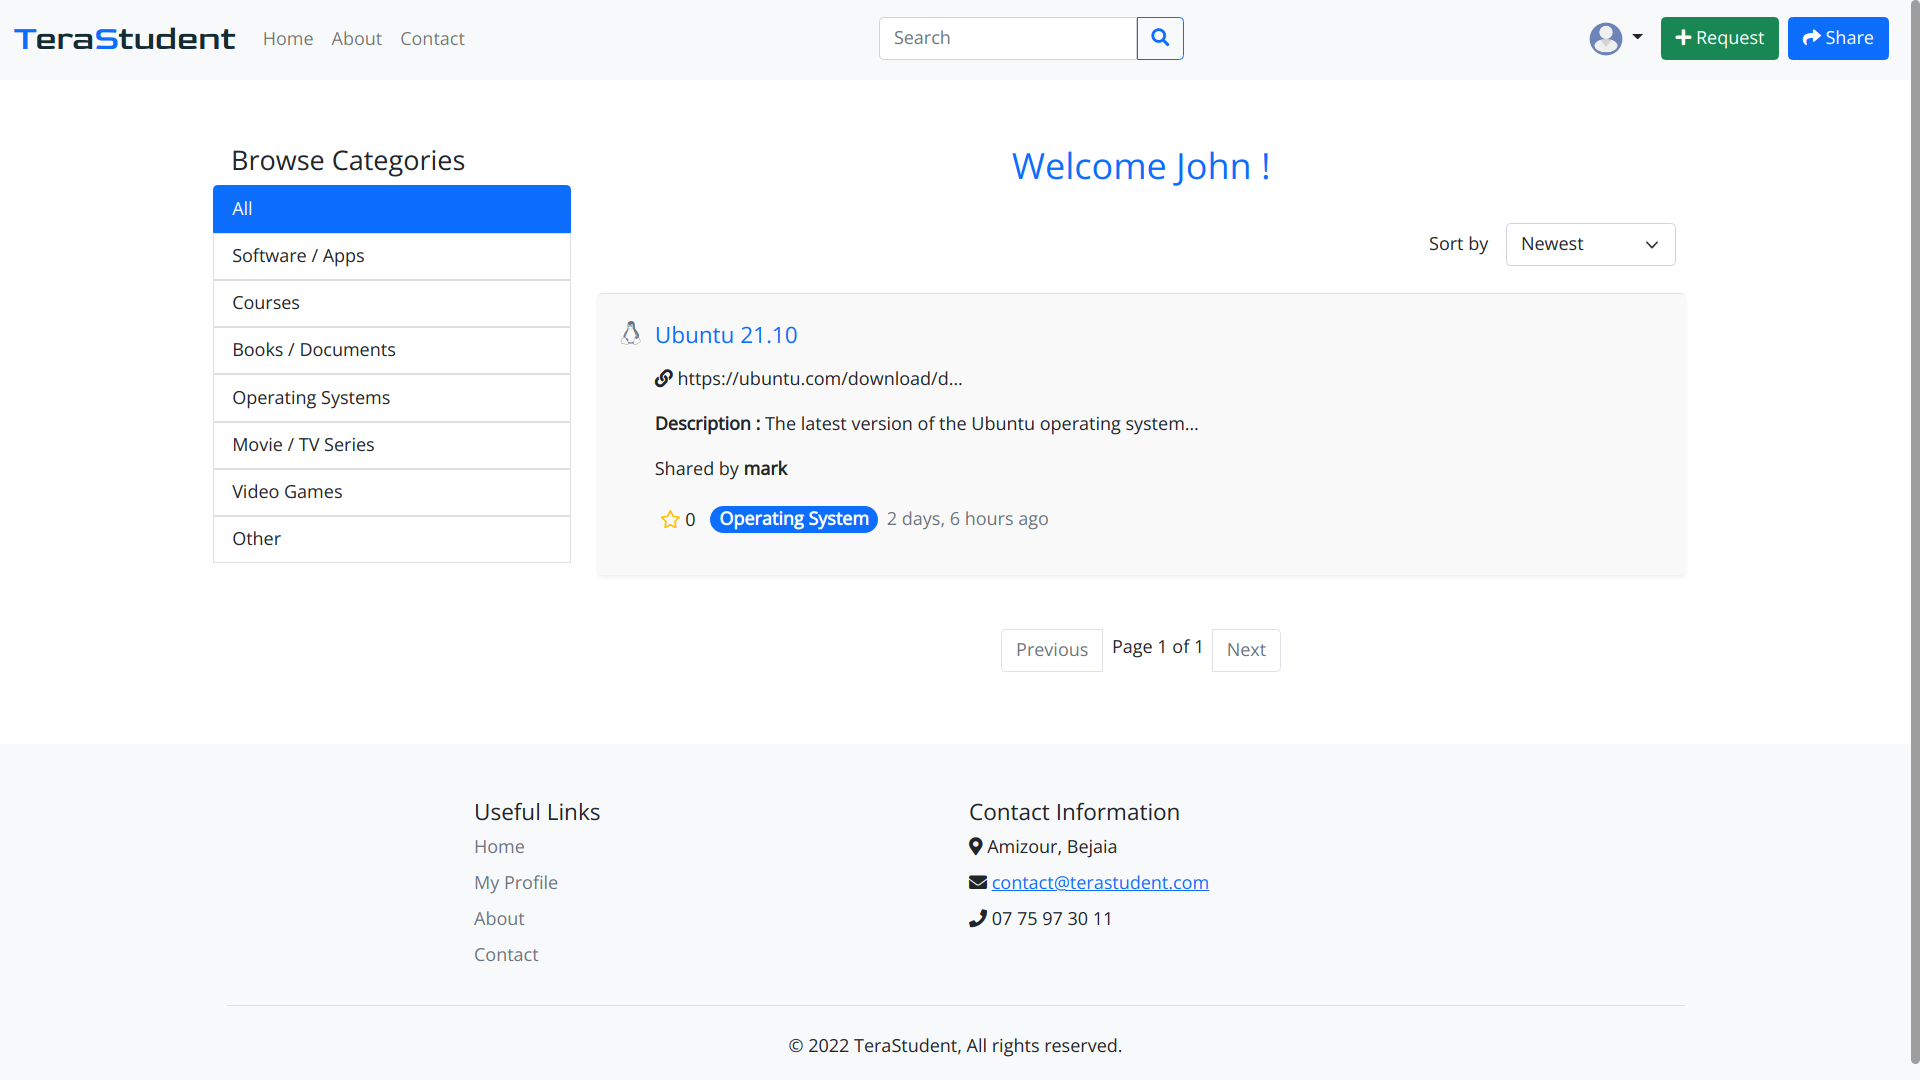 TeraStudent Home About Contact Search Request Share
Browse Categories
All
Software / Apps
Courses
Books / Documents
Operating Systems
Movie / TV Series
Video Games
Other
Welcome John !
Sort by Newest
Ubuntu 21.10
https://ubuntu.com/download/d...
Description : The latest version of the Ubuntu operating system...
Shared by mark
0 Operating System 2 days, 6 hours ago
Previous Page 1 of 1 Next
Useful Links
Home
My Profile
About
Contact
Contact Information
Amizour, Bejaia
contact@terastudent.com
07 75 97 30 11
© 2022 TeraStudent, All rights reserved.